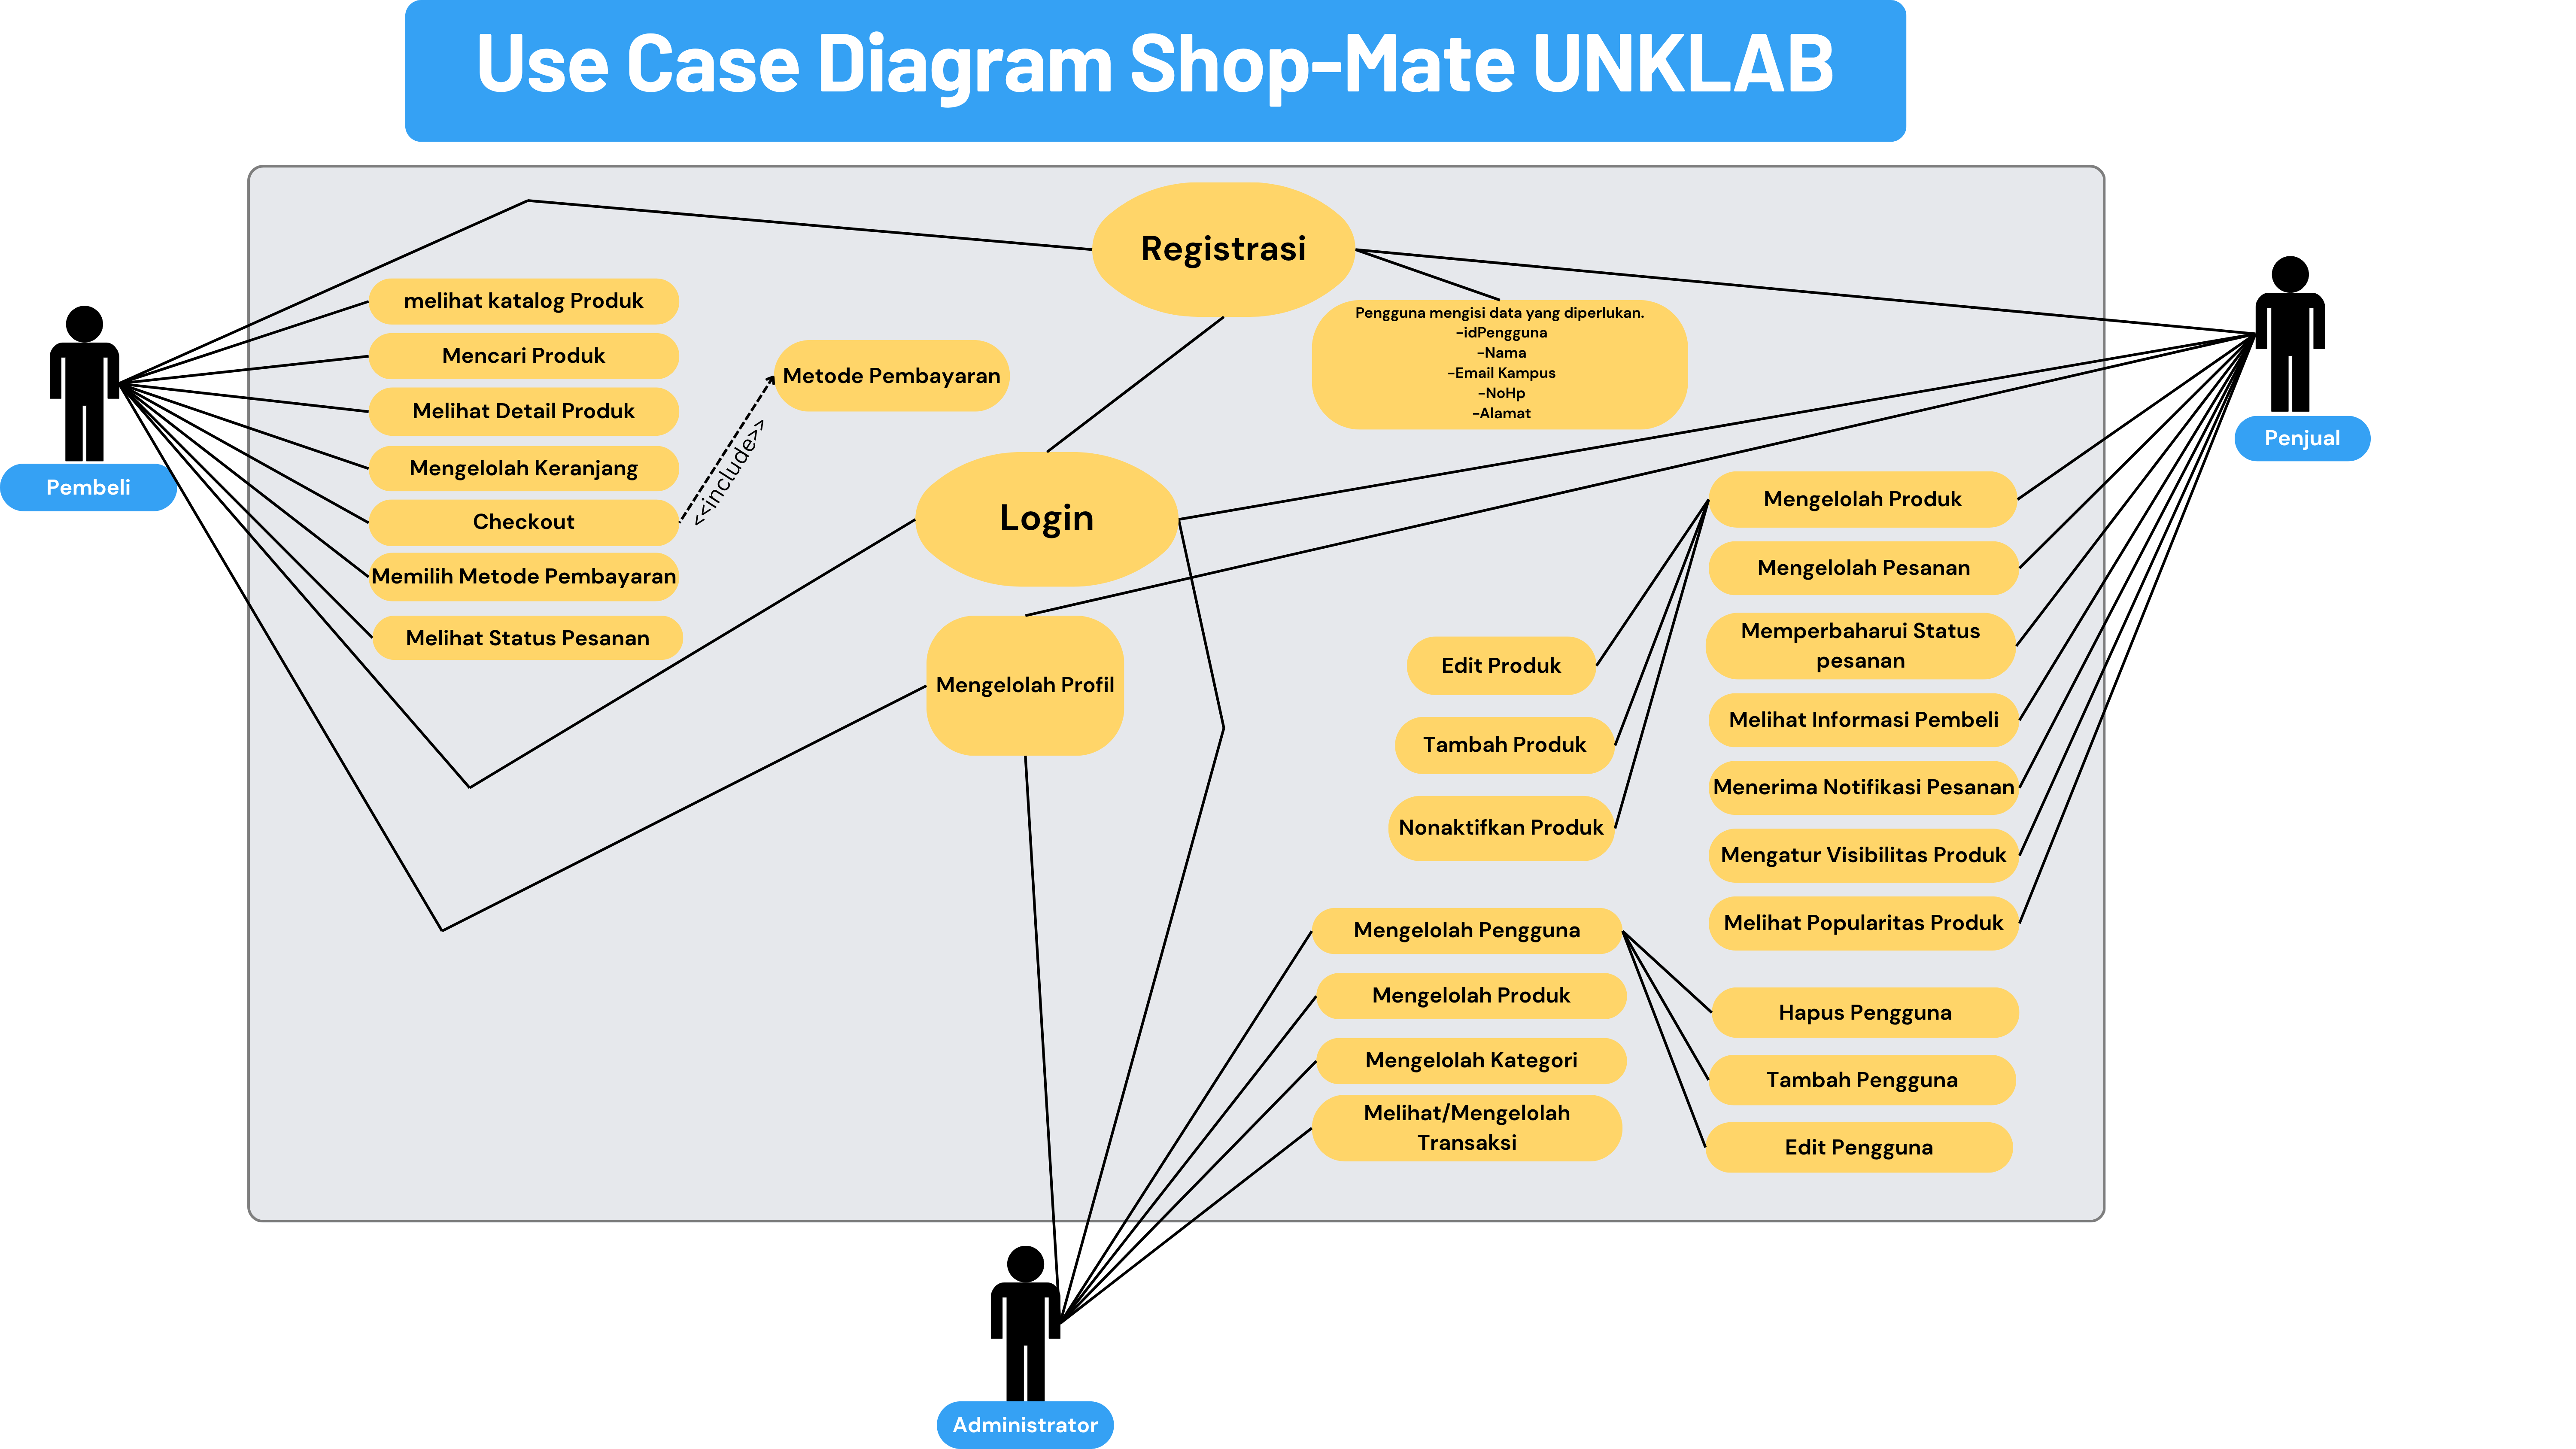 Use Case Diagram Shop-Mate UNKLAB
Registrasi
Pengguna mengisi data yang diperlukan.
-idPengguna
-Nama
-Email Kampus
-NoHp
-Alamat
Pembeli
melihat katalog Produk
Mencari Produk
Melihat Detail Produk
Mengelolah Keranjang
Checkout
Memilih Metode Pembayaran
Melihat Status Pesanan
Metode Pembayaran
<<include>>
Login
Mengelolah Profil
Penjual
Mengelolah Produk
Mengelolah Pesanan
Memperbaharui Status
pesanan
Melihat Informasi Pembeli
Menerima Notifikasi Pesanan
Mengatur Visibilitas Produk
Melihat Popularitas Produk
Edit Produk
Tambah Produk
Nonaktifkan Produk
Mengelolah Pengguna
Mengelolah Produk
Mengelolah Kategori
Melihat/Mengelolah
Transaksi
Hapus Pengguna
Tambah Pengguna
Edit Pengguna
Administrator